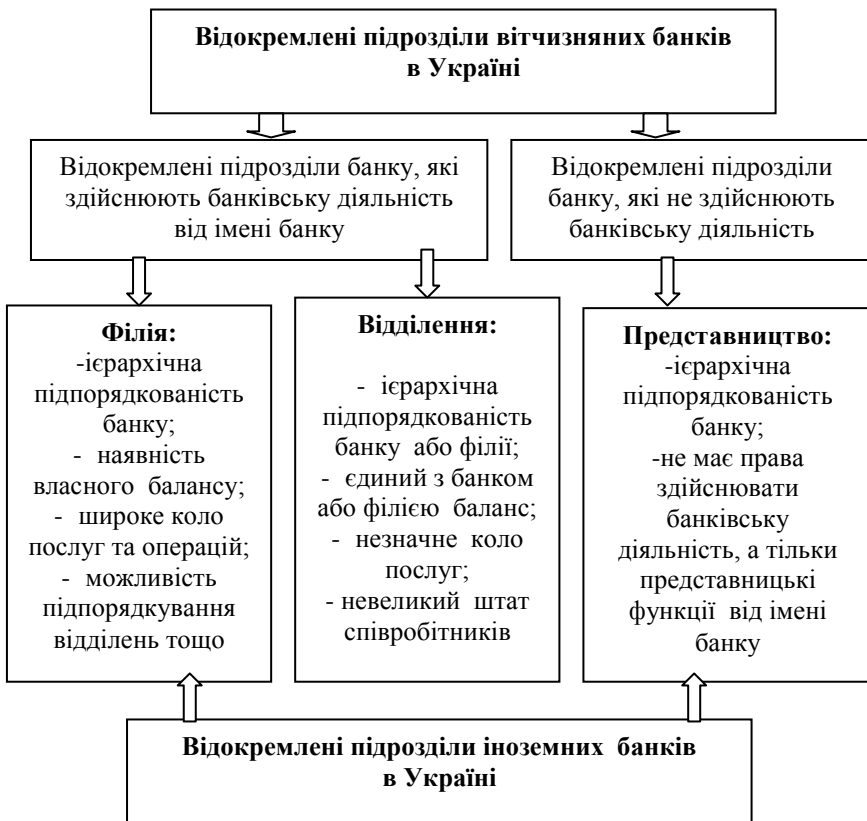 Відокремлені підрозділи вітчизняних банків
в Україні
Відокремлені підрозділи банку, які
здійснюють банківську діяльність
від імені банку
Відокремлені підрозділи
банку, які не здійснюють
банківську діяльність
Філія:
-ієрархічна
підпорядкованість
банку;
- наявність
власного балансу;
- широке коло
послуг та операцій;
- можливість
підпорядкування
відділень тощо
Відділення:
- ієрархічна
підпорядкованість
банку або філії;
- єдиний з банком
або філією баланс;
- незначне коло
послуг;
- невеликий штат
співробітників
Представництво:
-ієрархічна
підпорядкованість
банку;
-не має права
здійснювати
банківську
діяльність, а тільки
представницькі
функції від імені
банку
Відокремлені підрозділи іноземних банків
в Україні